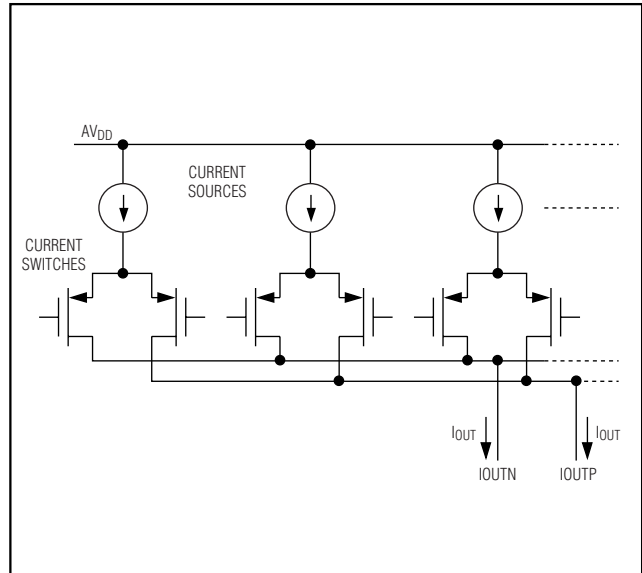 AVDD
CURRENT
SOURCES
CURRENT
SWITCHES
IOUT
IOUT
IOUTN
IOUTP